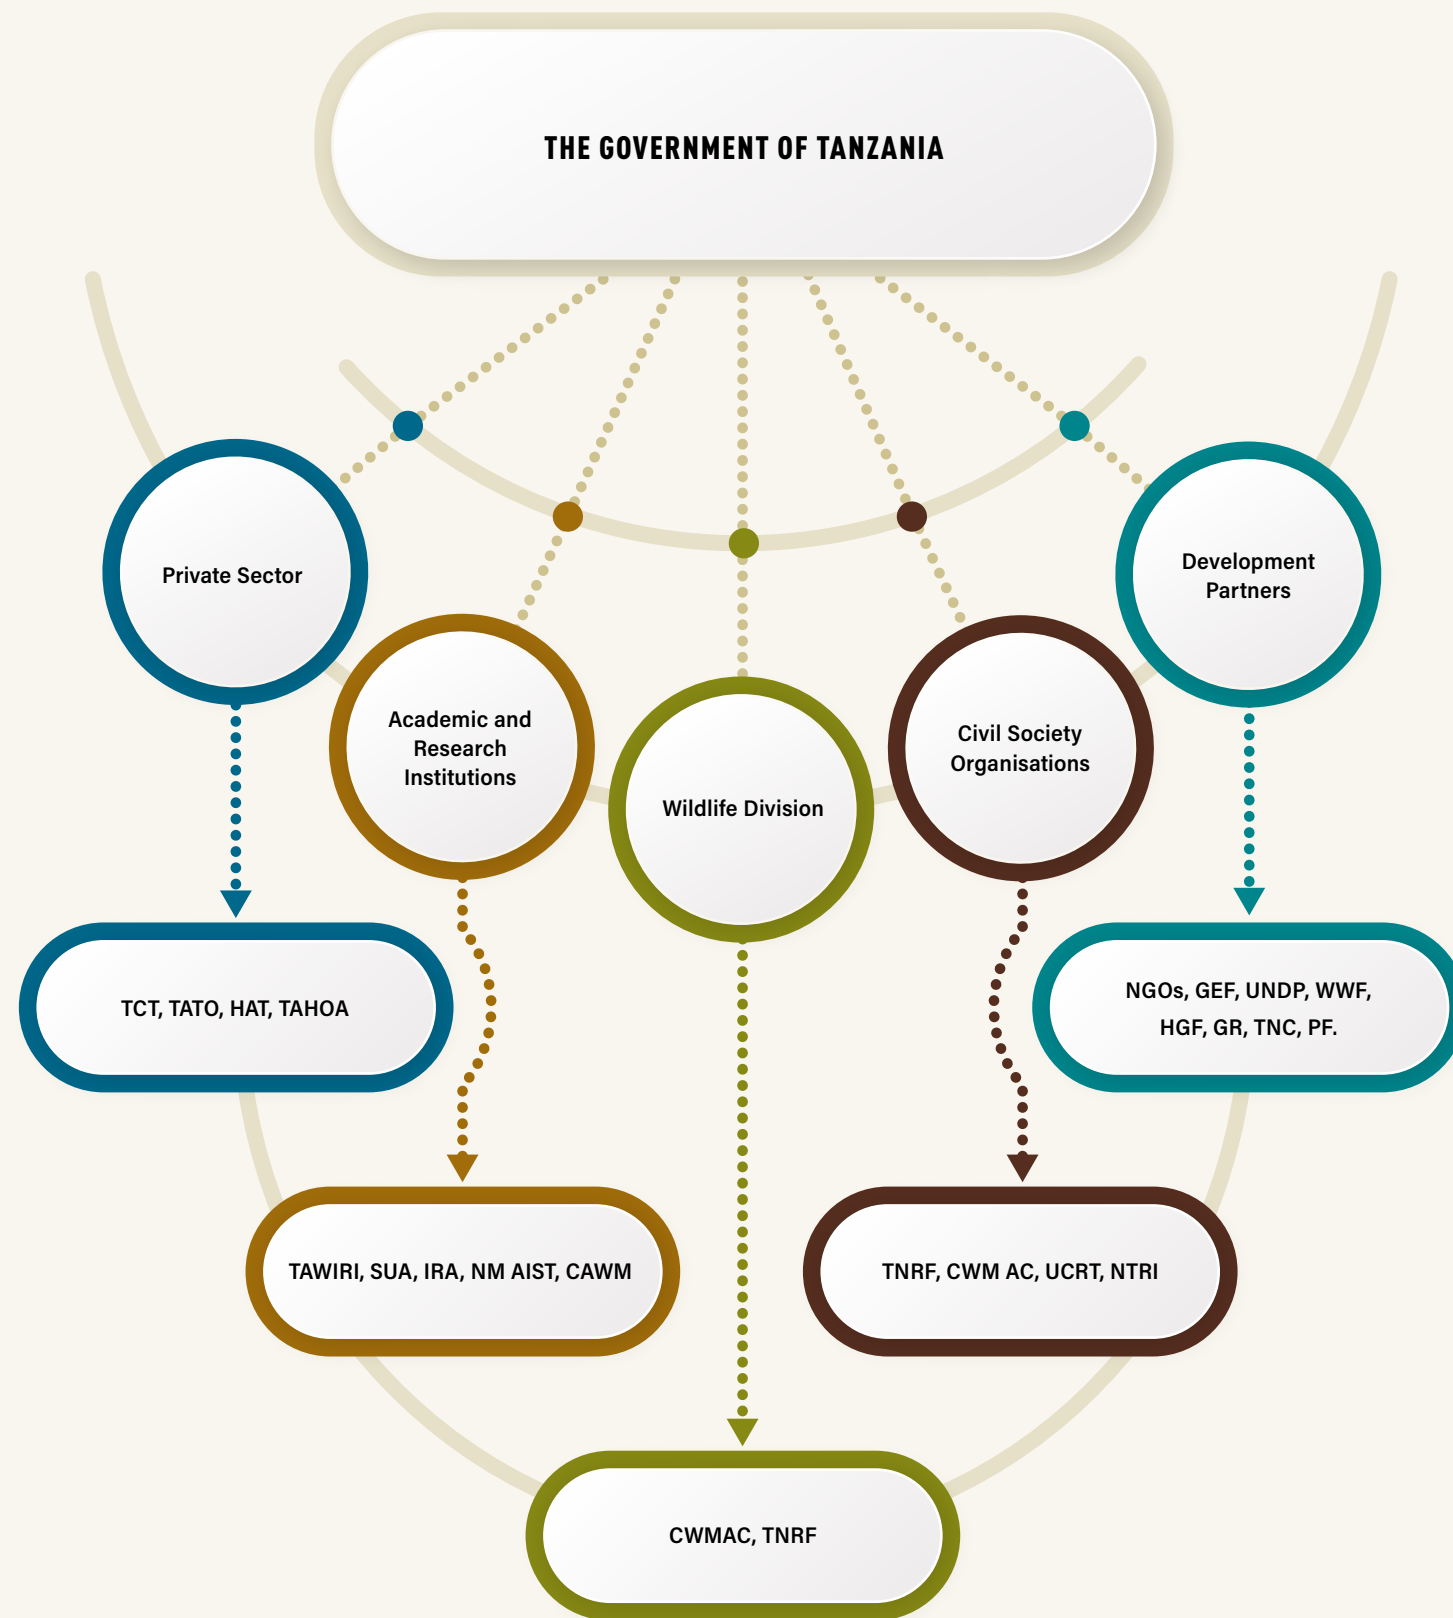 THE GOVERNMENT OF TANZANIA
Private Sector
Development
Partners
Academic and
Research
Institutions
Civil Society
Organisations
Wildlife Division
TCT, TATO, HAT, TAHOA
NGOs, GEF, UNDP, WWF,
HGF, GR, TNC, PF.
TAWIRI, SUA, IRA, NM AIST, CAWM
TNRF, CWM AC, UCRT, NTRI
CWMAC, TNRF